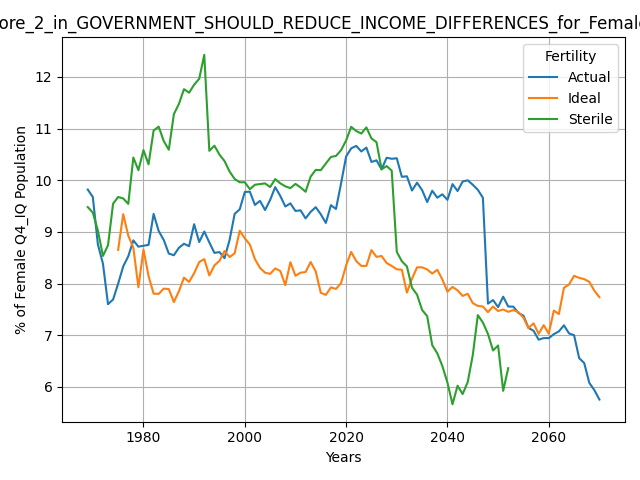 ore_2_in_GOVERNMENT_SHOULD_REDUCE_INCOME_DIFFERENCES_for_Female
Fertility
Actual
Ideal
Sterile
% of Female Q4_IQ Population
12
11
10
9
8
7
6
1980
2000
2020
2040
2060
Years